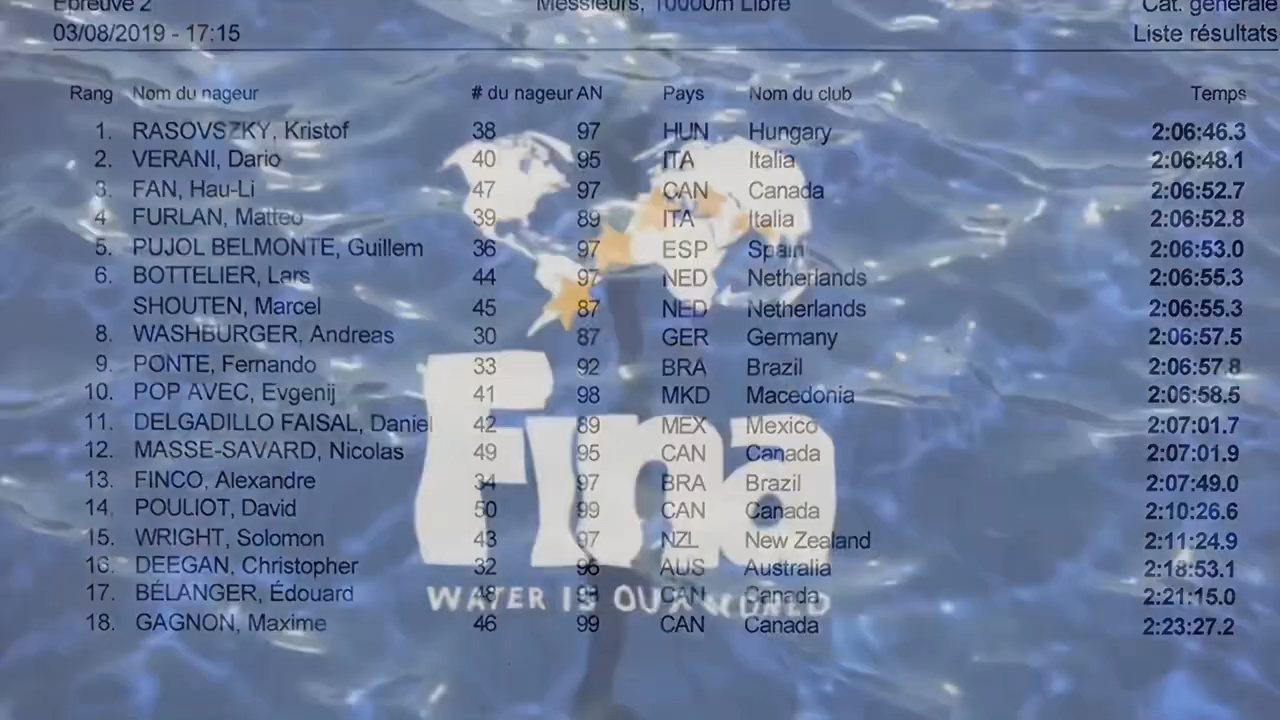 Épreuve 2 Messieurs, 10000m Libre Cat. générale
03/08/2019 - 17:15 Liste résultats
Rang Nom du nageur # du nageur AN Pays Nom du club Temps
1. RASOVSZKY, Kristof 38 97 HUN Hungary 2:06:46.3
2. VERANI, Dario 40 95 ITA Italia 2:06:48.1
3. FAN, Hau-Li 47 97 CAN Canada 2:06:52.7
4 FURLAN, Matteo 39 89 ITA Italia 2:06:52.8
5. PUJOL BELMONTE, Guillem 36 97 ESP Spain 2:06:53.0
6. BOTTELIER, Lars 44 97 NED Netherlands 2:06:55.3
SHOUTEN, Marcel 45 87 NED Netherlands 2:06:55.3
8. WASHBURGER, Andreas 30 87 GER Germany 2:06:57.5
9. PONTE, Fernando 33 92 BRA Brazil 2:06:57.8
10. POP AVEC, Evgenij 41 98 MKD Macedonia 2:06:58.5
11. DELGADILLO FAISAL, Daniel 42 89 MEX Mexico 2:07:01.7
12. MASSE-SAVARD, Nicolas 49 95 CAN Canada 2:07:01.9
13. FINCO, Alexandre 34 97 BRA Brazil 2:07:49.0
14. POULIOT, David 50 99 CAN Canada 2:10:26.6
15. WRIGHT, Solomon 43 97 NZL New Zealand 2:11:24.9
16. DEEGAN, Christopher 32 96 AUS Australia 2:18:53.1
17. BÉLANGER, Édouard 48 CAN Canada 2:21:15.0
18. GAGNON, Maxime 46 99 CAN Canada 2:23:27.2
Fina
WATER IS OUR WORLD